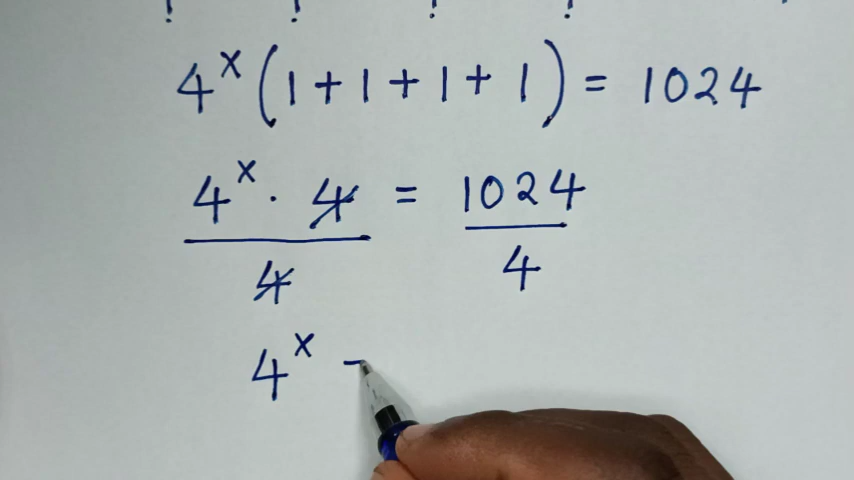 4^x (1 + 1 + 1 + 1) = 1024
4^x · 4 = 1024
4 4
4^x -